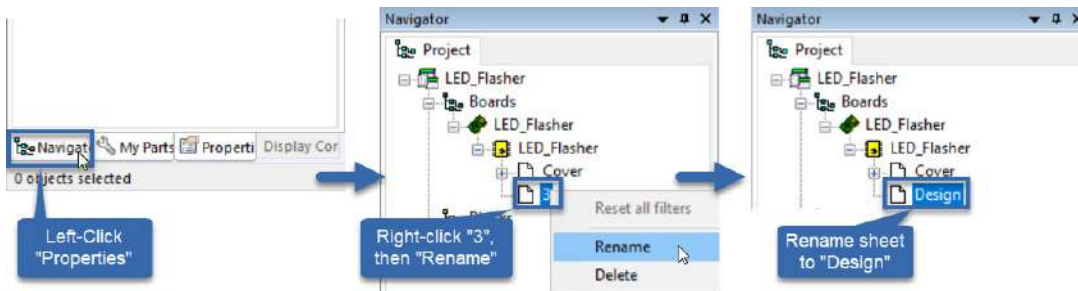 Navigat My Parts Properti Display Cor
0 objects selected
Left-Click
"Properties"
Navigator
Project
LED_Flasher
Boards
LED_Flasher
LED_Flasher
Cover
3
Reset all filters
Rename
Delete
Right-click "3",
then "Rename"
Navigator
Project
LED_Flasher
Boards
LED_Flasher
LED_Flasher
Cover
Design
Rename sheet
to "Design"